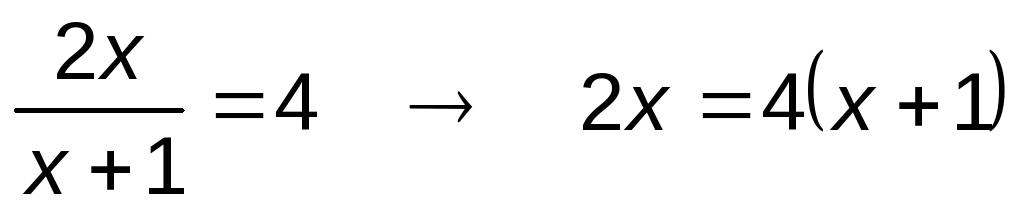 2x/(x+1)=4 → 2x=4(x+1)